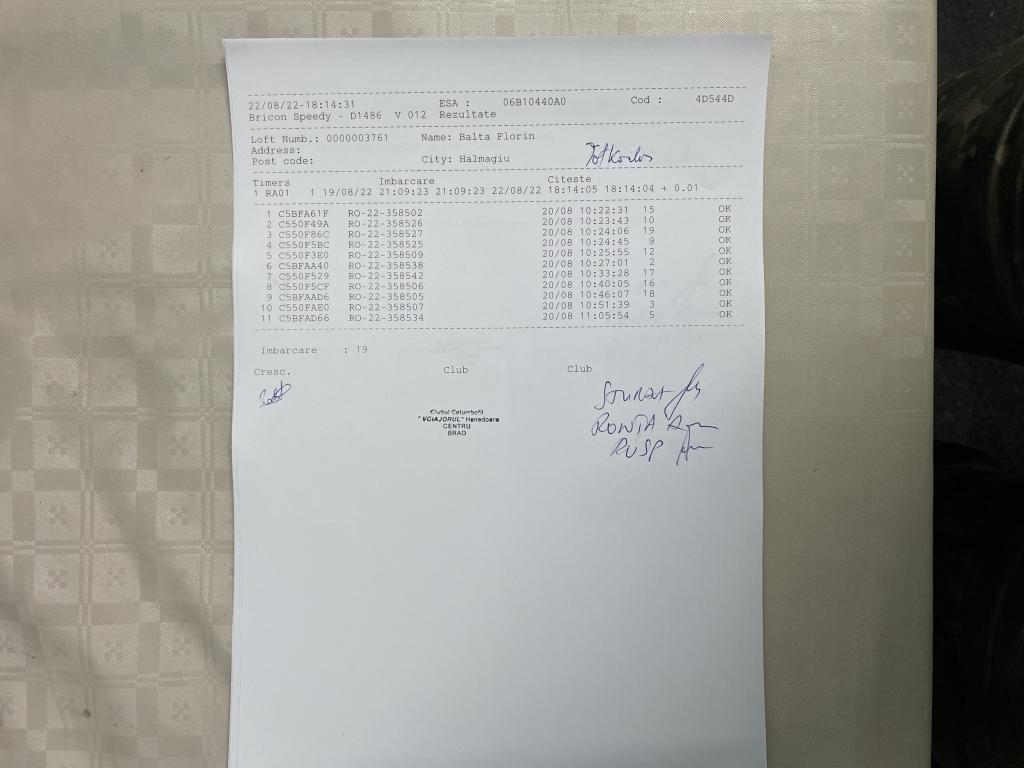 22/08/22-18:14:31 ESA : 06B10440A0 Cod : 4D544D
Bricon Speedy - D1486 V 012 Rezultate
Loft Numb.: 0000003761 Name: Balta Florin
Address:
Post code: City: Halmagiu
Timers Imbarcare Citeste
1 RA01 1 19/08/22 21:09:23 21:09:23 22/08/22 18:14:05 18:14:04 + 0.01
1 C5BFA61F RO-22-358502 20/08 10:22:31 15 OK
2 C550F49A RO-22-358526 20/08 10:23:43 10 OK
3 C550F86C RO-22-358527 20/08 10:24:06 19 OK
4 C550F5BC RO-22-358525 20/08 10:24:45 9 OK
5 C550F3E0 RO-22-358509 20/08 10:25:55 12 OK
6 C5BFAA40 RO-22-358538 20/08 10:27:01 2 OK
7 C550F529 RO-22-358542 20/08 10:33:28 17 OK
8 C550F5CF RO-22-358506 20/08 10:40:05 16 OK
9 C5BFAAD6 RO-22-358505 20/08 10:46:07 18 OK
10 C550FAE0 RO-22-358507 20/08 10:51:39 3 OK
11 C5BFAD66 RO-22-358534 20/08 11:05:54 5 OK
Imbarcare : 19
Cresc. Club Club
Clubul Columbofil
"VOIAJORUL" Hunedoara
CENTRU
BRAD
RUSP